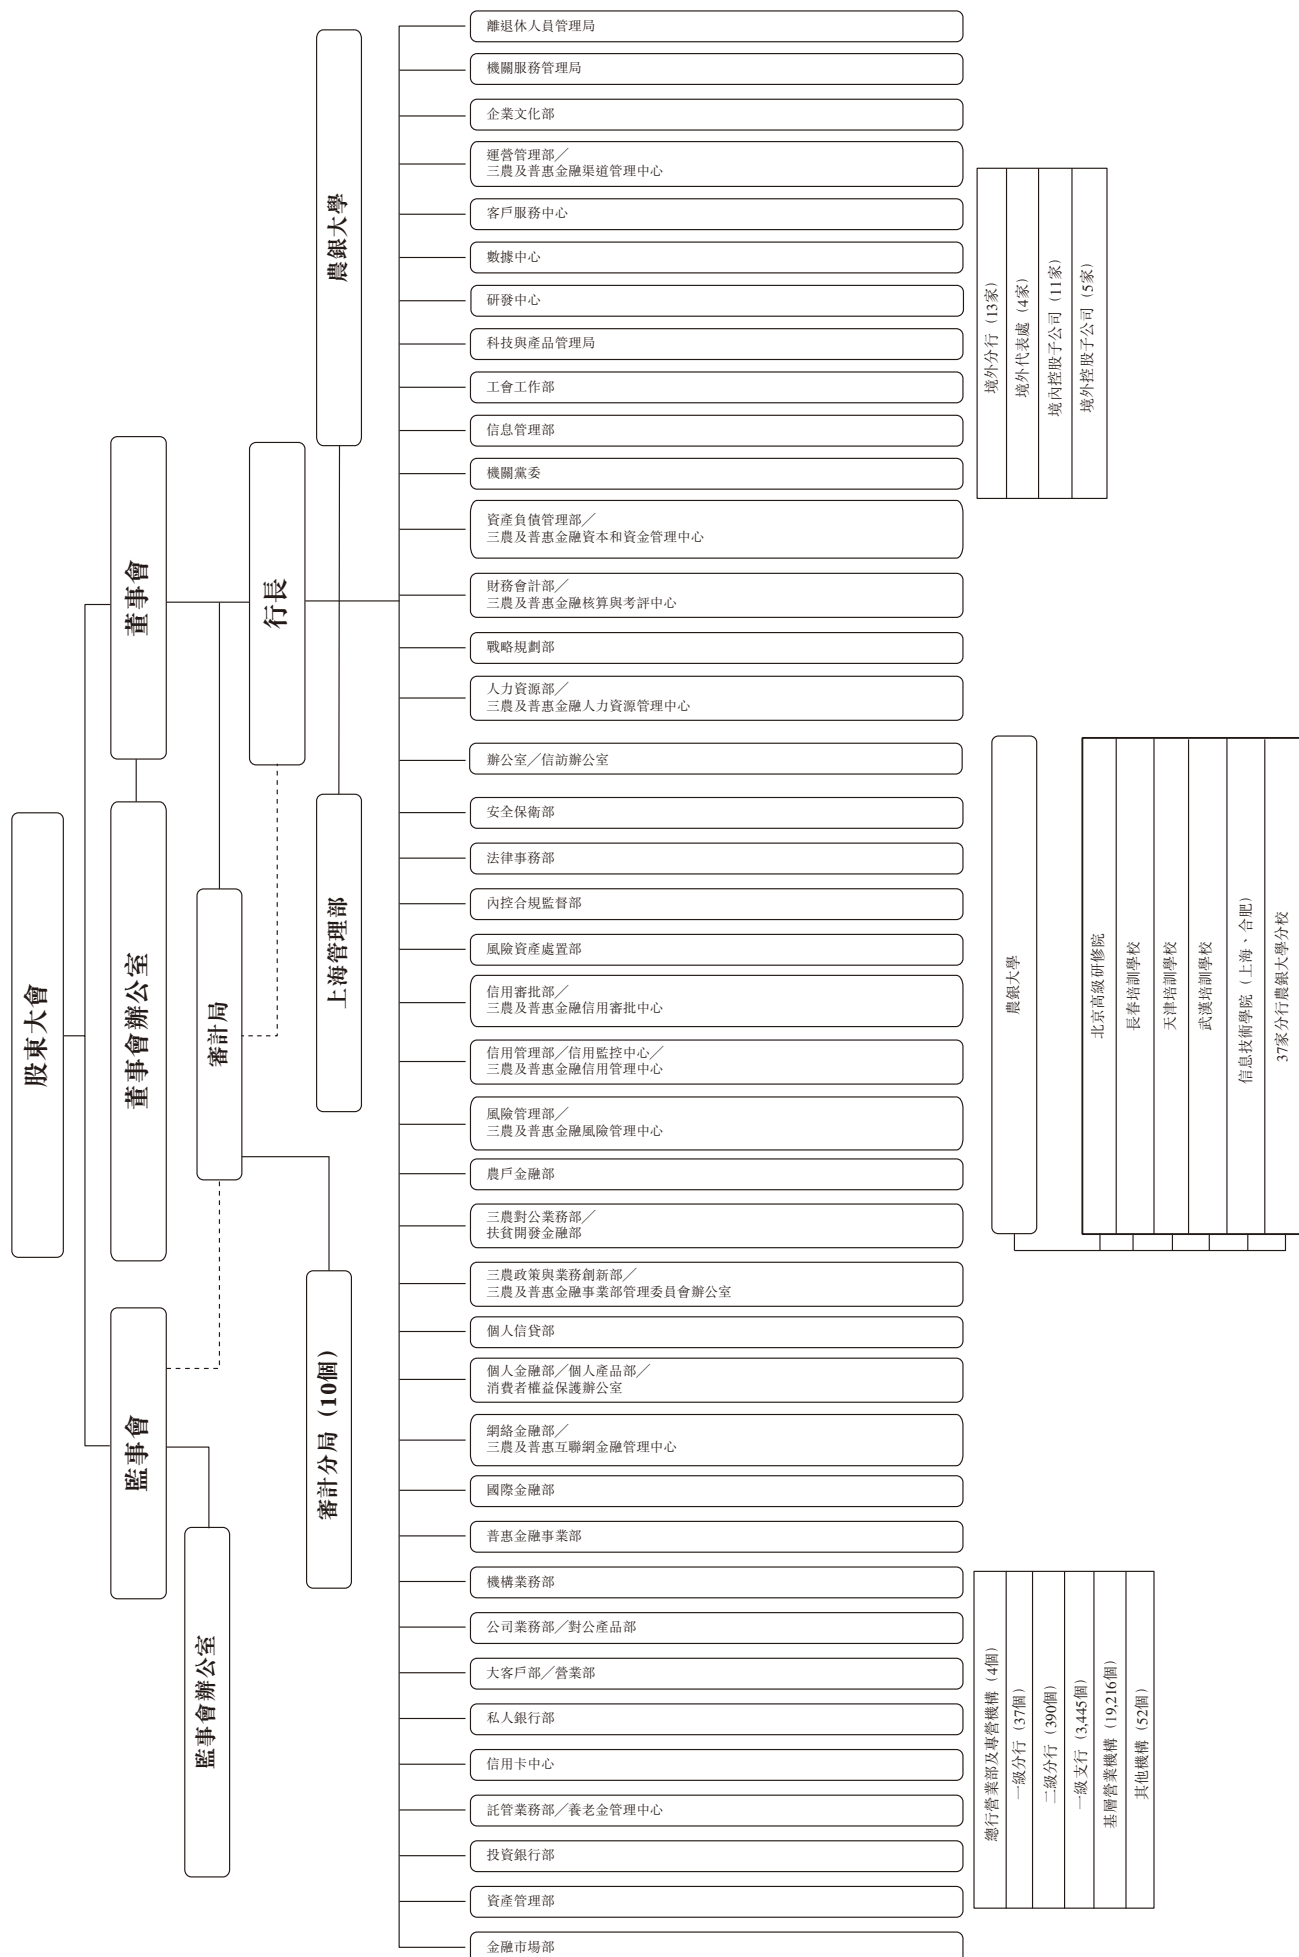 股東大會
董事會
監事會
董事會辦公室
監事會辦公室
審計局
行長
審計分局（10個）
上海管理部
農銀大學
離退休人員管理局
機關服務管理局
企業文化部
運營管理部／
三農及普惠金融渠道管理中心
客戶服務中心
數據中心
研發中心
科技與產品管理局
工會工作部
信息管理部
機關黨委
資產負債管理部／
三農及普惠金融資本和資金管理中心
財務會計部／
三農及普惠金融核算與考評中心
戰略規劃部
人力資源部／
三農及普惠金融人力資源管理中心
辦公室／信訪辦公室
安全保衛部
法律事務部
內控合規監督部
風險資產處置部
信用審批部／
三農及普惠金融信用審批中心
信用管理部／信用監控中心／
三農及普惠金融信用管理中心
風險管理部／
三農及普惠金融風險管理中心
農戶金融部
三農對公業務部／
扶貧開發金融部
三農政策與業務創新部／
三農及普惠金融事業部管理委員會辦公室
個人信貸部
個人金融部／個人產品部／
消費者權益保護辦公室
網絡金融部／
三農及普惠互聯網金融管理中心
國際金融部
普惠金融事業部
機構業務部
公司業務部／對公產品部
大客戶部／營業部
私人銀行部
信用卡中心
託管業務部／養老金管理中心
投資銀行部
資產管理部
金融市場部
總行營業部及專營機構（4個）
一級分行（37個）
二級分行（390個）
一級支行（3,445個）
基層營業機構（19,216個）
其他機構（52個）
農銀大學
北京高級研修院
長春培訓學校
天津培訓學校
武漢培訓學校
信息技術學院（上海、合肥）
37家分行農銀大學分校
境外分行（13家）
境外代表處（4家）
境內控股子公司（11家）
境外控股子公司（5家）